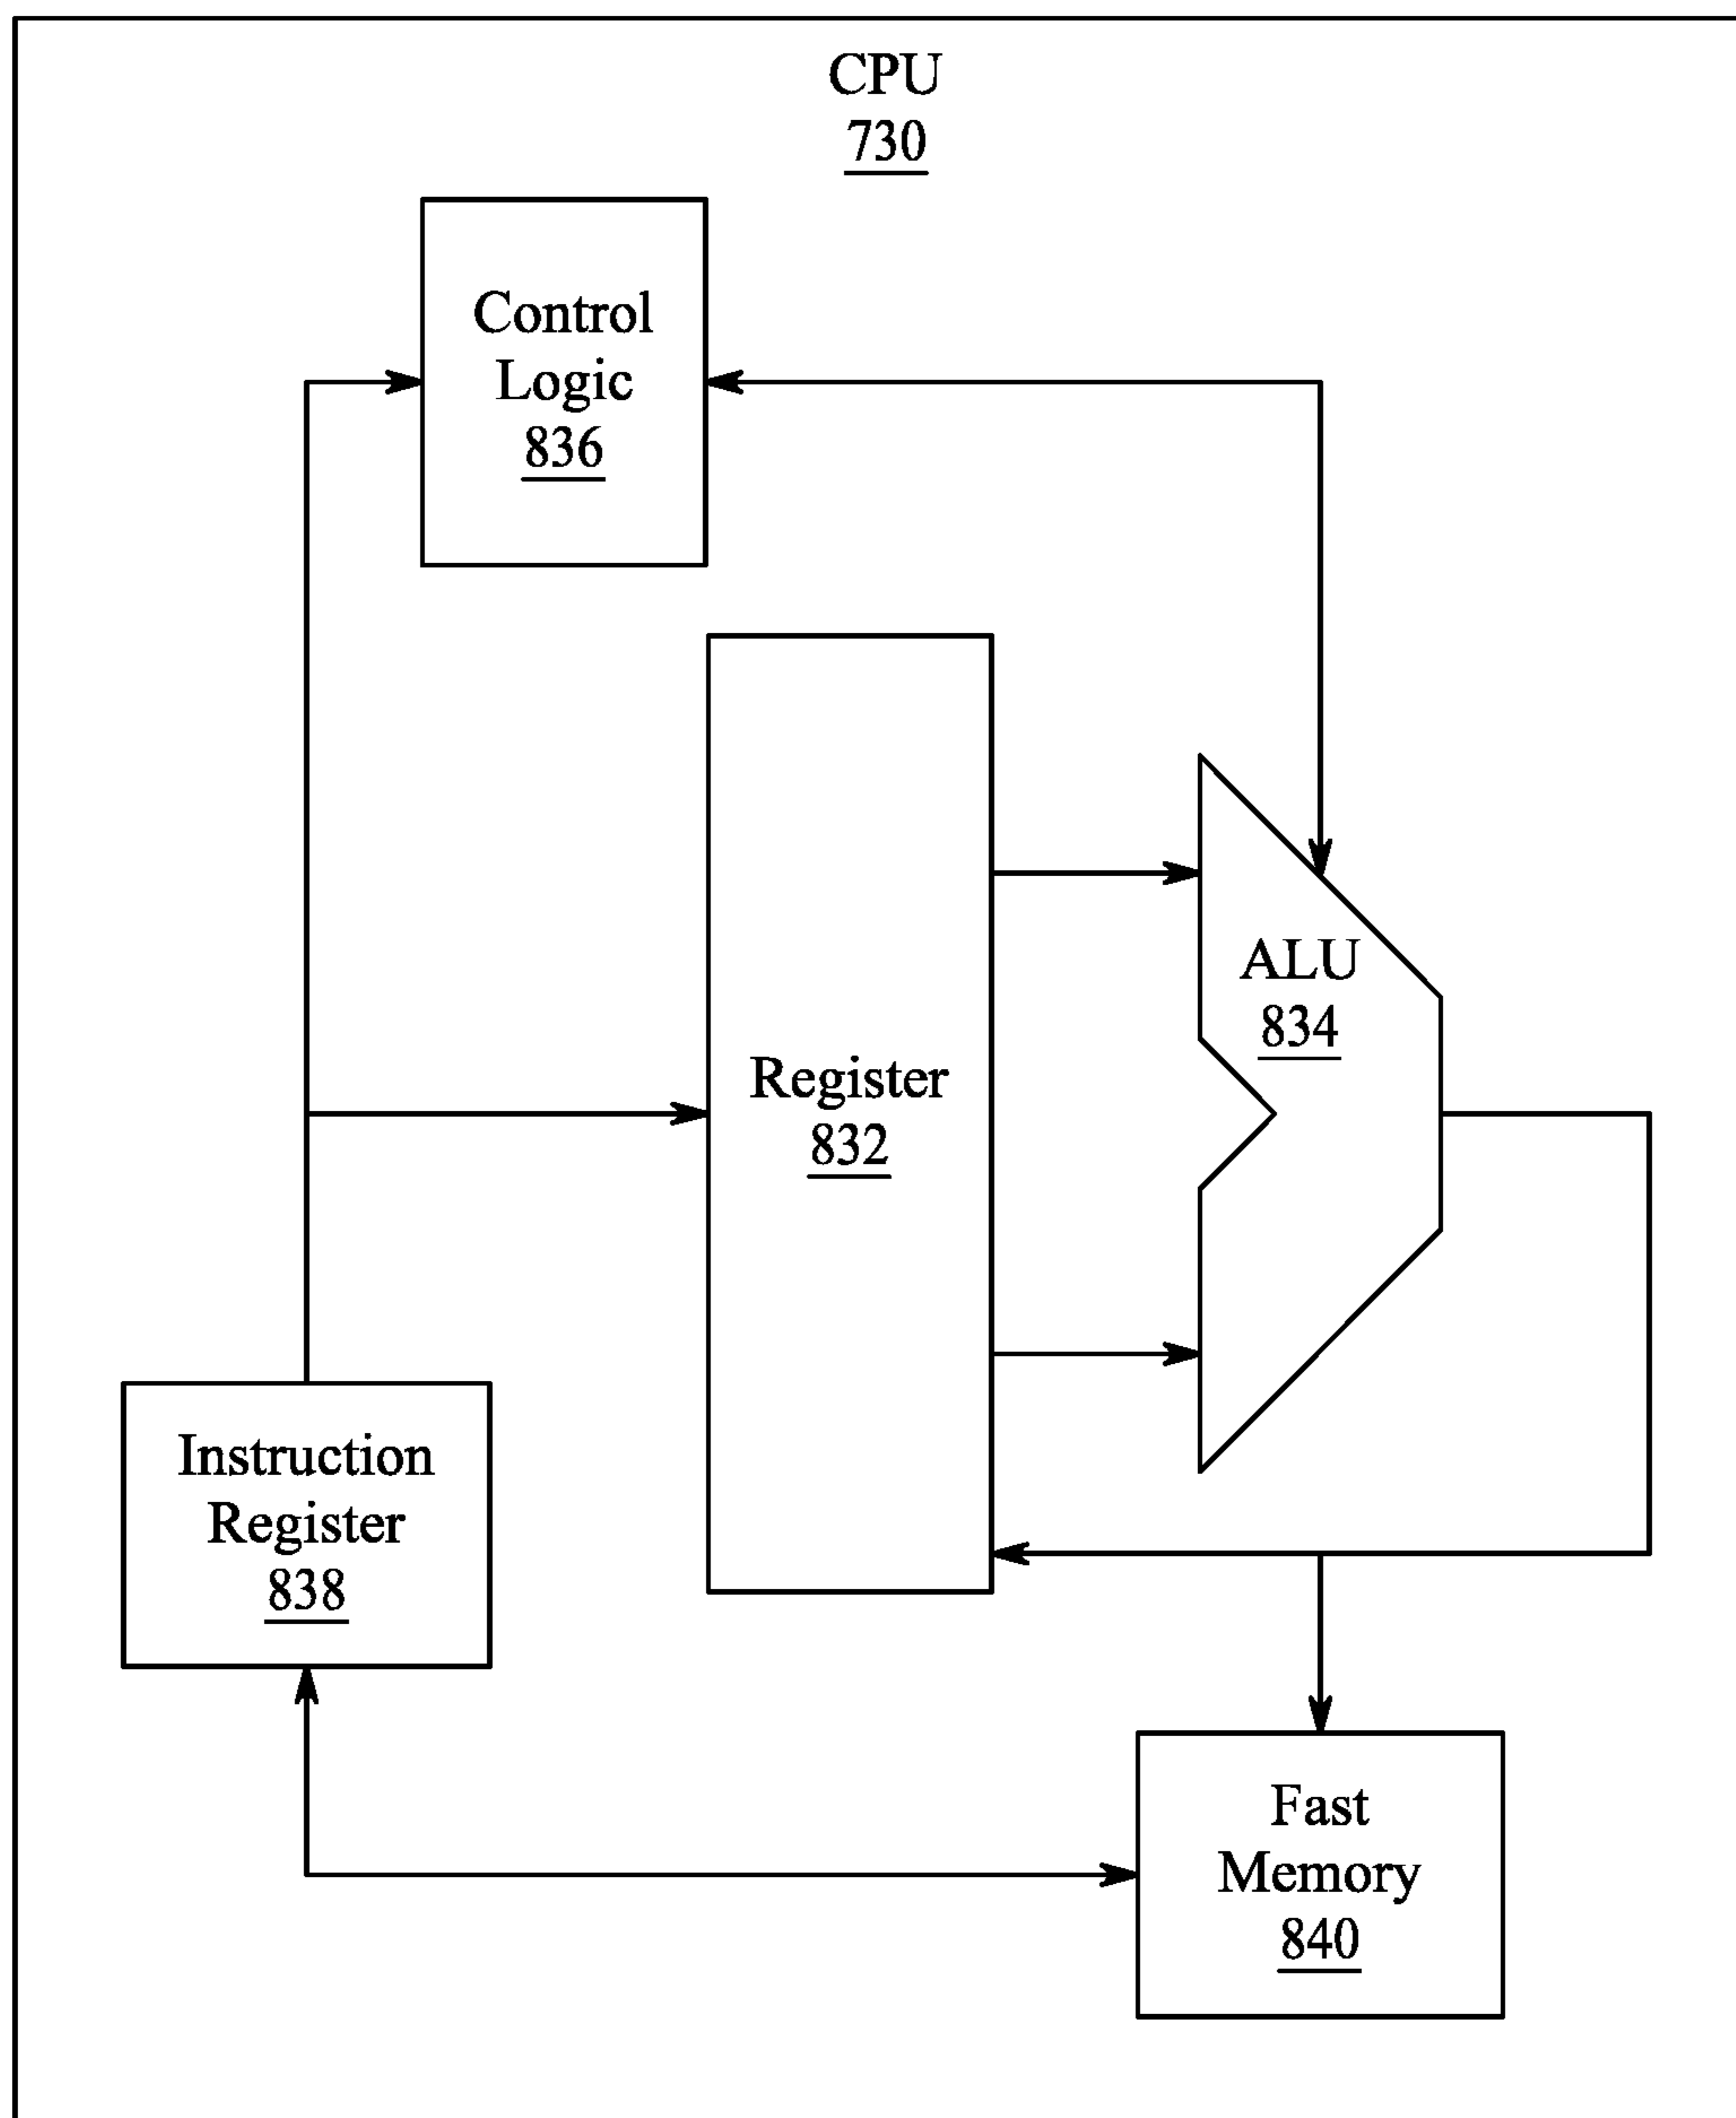 CPU
730
Control
Logic
836
Register
832
ALU
834
Instruction
Register
838
Fast
Memory
840